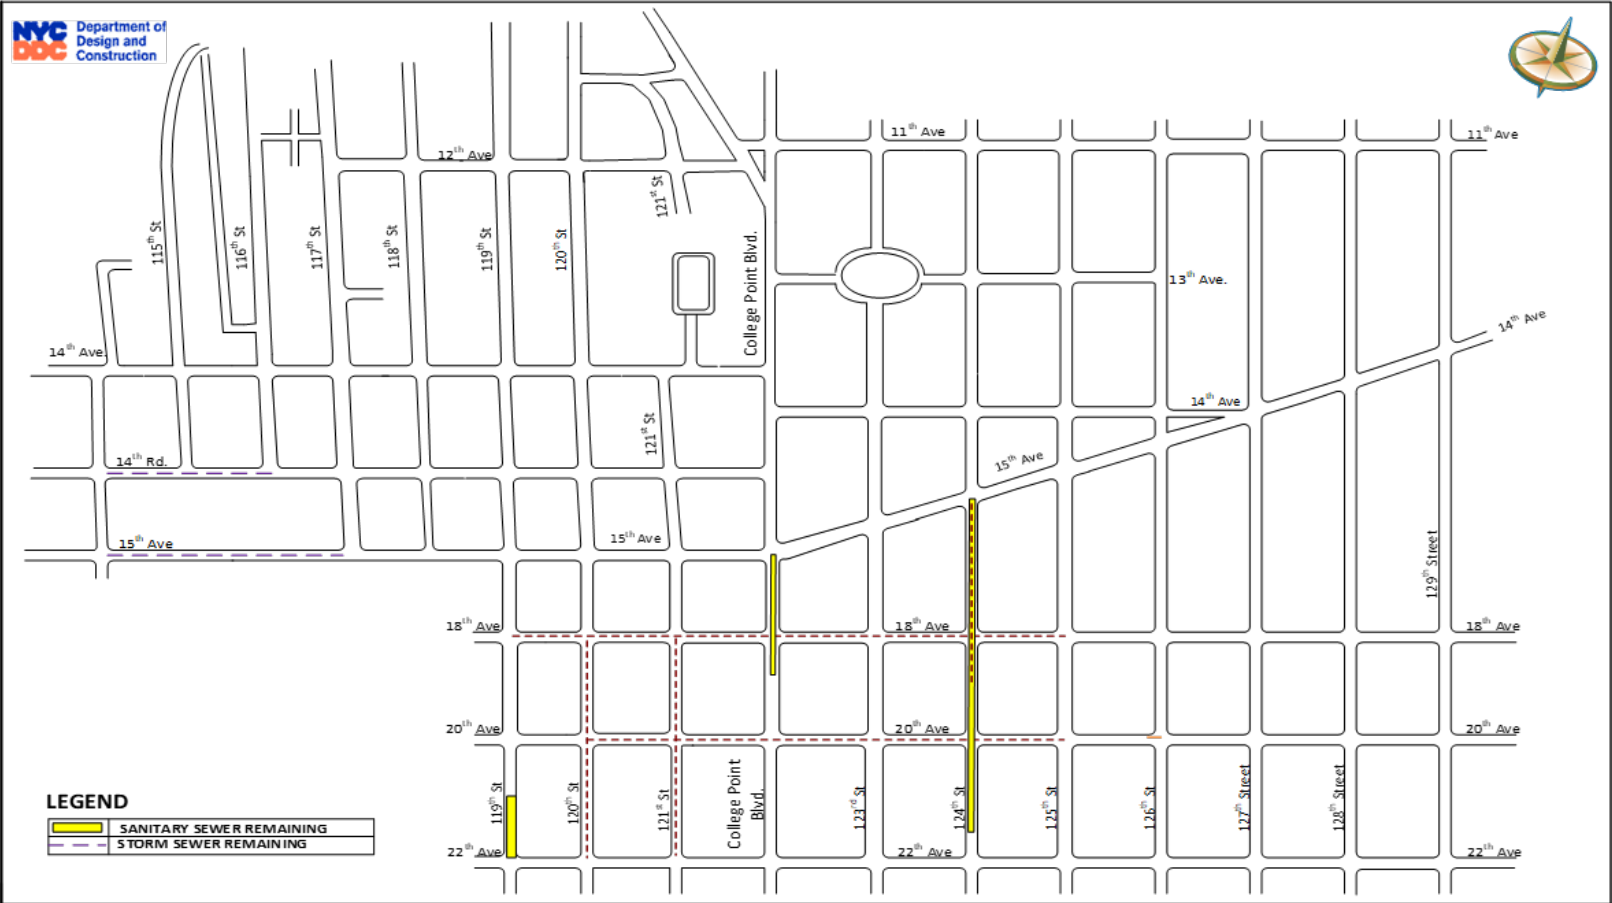 NYC Department of
DDC Design and
Construction
11th Ave
11th Ave
12th Ave
115th St
116th St
117th St
118th St
119th St
120th St
121st St
College Point Blvd.
13th Ave.
14th Ave
14th Ave.
14th Ave
121st St
14th Rd.
15th Ave
15th Ave
15th Ave
129th Street
18th Ave
18th Ave
18th Ave
20th Ave
20th Ave
20th Ave
119th St
120th St
121st St
College Point
Blvd.
123rd St
124th St
125th St
126th St
127th Street
128th Street
22th Ave
22th Ave
22th Ave
LEGEND
SANITARY SEWER REMAINING
STORM SEWER REMAINING